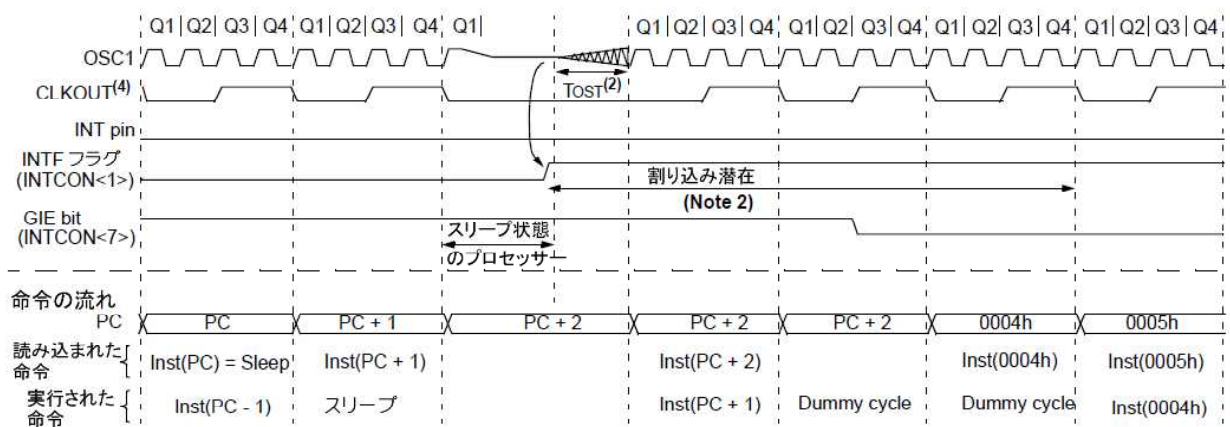 Q1 | Q2 | Q3 | Q4 | Q1 | Q2 | Q3 | Q4 | Q1 | Q1 | Q2 | Q3 | Q4 | Q1 | Q2 | Q3 | Q4 | Q1 | Q2 | Q3 | Q4 | Q1 | Q2 | Q3 | Q4
OSC1
TOST(2)
CLKOUT(4)
INT pin
INTF フラグ
(INTCON<1>)
割り込み潜在
(Note 2)
GIE bit
(INTCON<7>)
スリープ状態
のプロセッサー
命令の流れ
PC PC PC + 1 PC + 2 PC + 2 PC + 2 0004h 0005h
読み込まれた
命令
Inst(PC) = Sleep Inst(PC + 1) Inst(PC + 2) Inst(0004h) Inst(0005h)
実行された
命令
Inst(PC - 1) スリープ Inst(PC + 1) Dummy cycle Dummy cycle Inst(0004h)